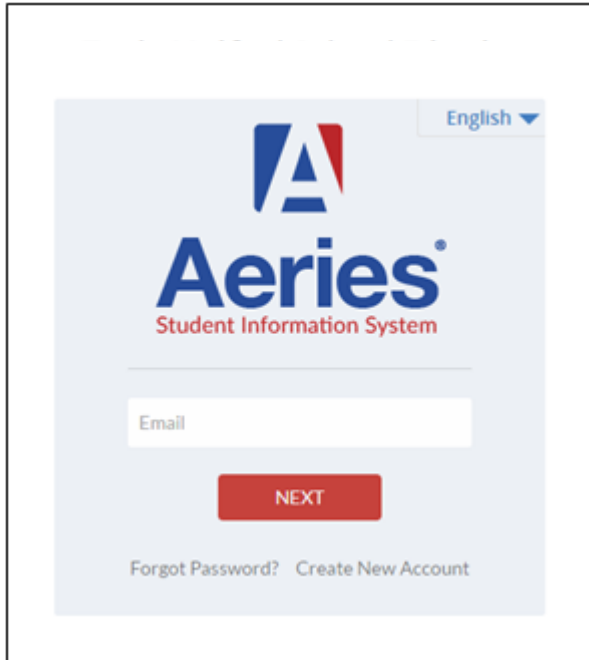 English
A
Aeries®
Student Information System
Email
NEXT
Forgot Password? Create New Account